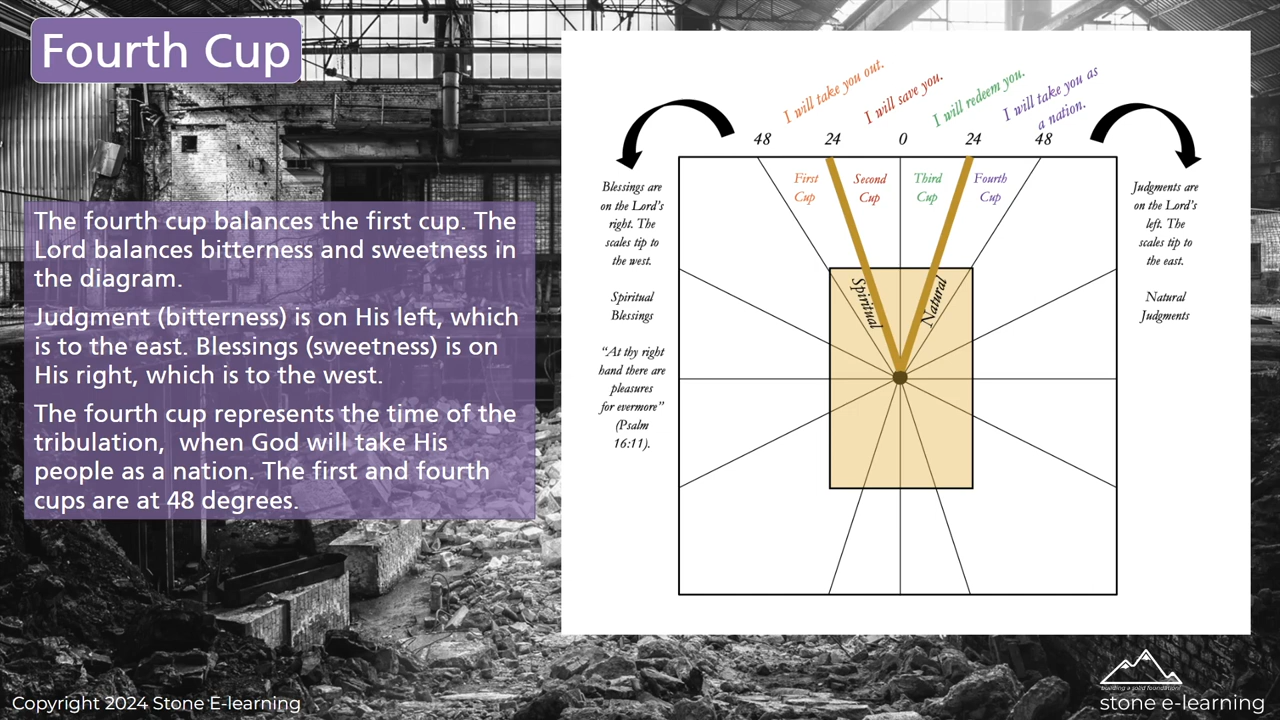 Fourth Cup
The fourth cup balances the first cup. The
Lord balances bitterness and sweetness in
the diagram.
Judgment (bitterness) is on His left, which
is to the east. Blessings (sweetness) is on
His right, which is to the west.
The fourth cup represents the time of the
tribulation,  when God will take His
people as a nation. The first and fourth
cups are at 48 degrees.
I will take you out.
I will save you.
I will redeem you.
I will take you as
a nation.
48 24 0 24 48
First
Cup
Second
Cup
Third
Cup
Fourth
Cup
Blessings are
on the Lord’s
right. The
scales tip to
the west.
Spiritual
Blessings
“At thy right
hand there are
pleasures
for evermore”
(Psalm
16:11).
Spiritual
Natural
Judgments are
on the Lord’s
left. The
scales tip to
the east.
Natural
Judgments
Copyright 2024 Stone E-learning
building a solid foundation
stone e-learning